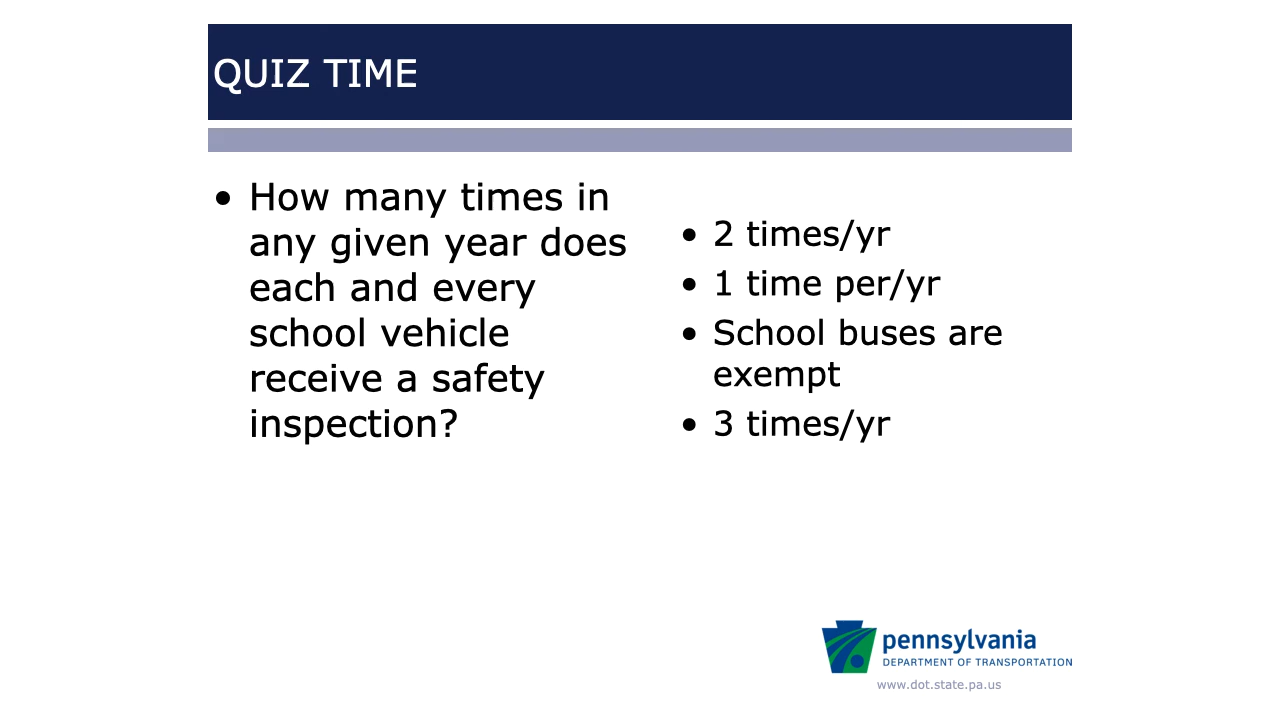 QUIZ TIME
• How many times in
any given year does
each and every
school vehicle
receive a safety
inspection?
• 2 times/yr
• 1 time per/yr
• School buses are
exempt
• 3 times/yr
pennsylvania
DEPARTMENT OF TRANSPORTATION
www.dot.state.pa.us